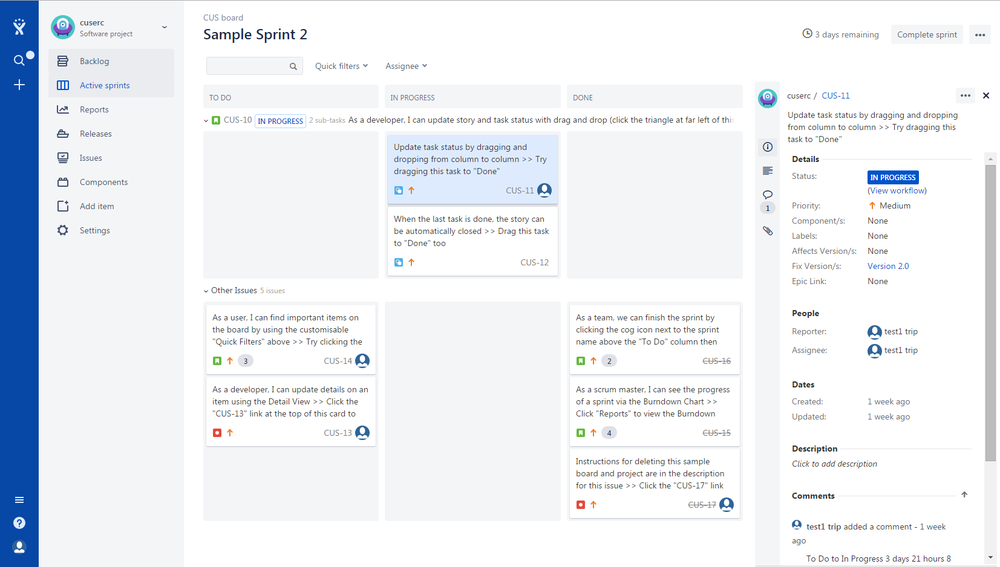 cuserc
Software project
Backlog
Active sprints
Reports
Releases
Issues
Components
Add item
Settings
CUS board
Sample Sprint 2
3 days remaining
Complete sprint
Quick filters
Assignee
TO DO
IN PROGRESS
DONE
CUS-10 IN PROGRESS 2 sub-tasks As a developer, I can update story and task status with drag and drop (click the triangle at far left of this
Update task status by dragging and
dropping from column to column >> Try
dragging this task to "Done"
CUS-11
When the last task is done, the story can
be automatically closed >> Drag this task
to "Done" too
CUS-12
Other Issues 5 issues
As a user, I can find important items on
the board by using the customisable
"Quick Filters" above >> Try clicking the
3
CUS-14
As a developer, I can update details on an
item using the Detail View >> Click the
"CUS-13" link at the top of this card to
CUS-13
As a team, we can finish the sprint by
clicking the cog icon next to the sprint
name above the "To Do" column then
2
CUS-16
As a scrum master, I can see the progress
of a sprint via the Burndown Chart >>
Click "Reports" to view the Burndown
4
CUS-15
Instructions for deleting this sample
board and project are in the description
for this issue >> Click the "CUS-17" link
CUS-17
1
cuserc / CUS-11
Update task status by dragging and dropping
from column to column >> Try dragging this
task to "Done"
Details
Status: IN PROGRESS
(View workflow)
Priority: Medium
Component/s: None
Labels: None
Affects Version/s: None
Fix Version/s: Version 2.0
Epic Link: None
People
Reporter: test1 trip
Assignee: test1 trip
Dates
Created: 1 week ago
Updated: 1 week ago
Description
Click to add description
Comments
test1 trip added a comment - 1 week
ago
To Do to In Progress 3 days 21 hours 8